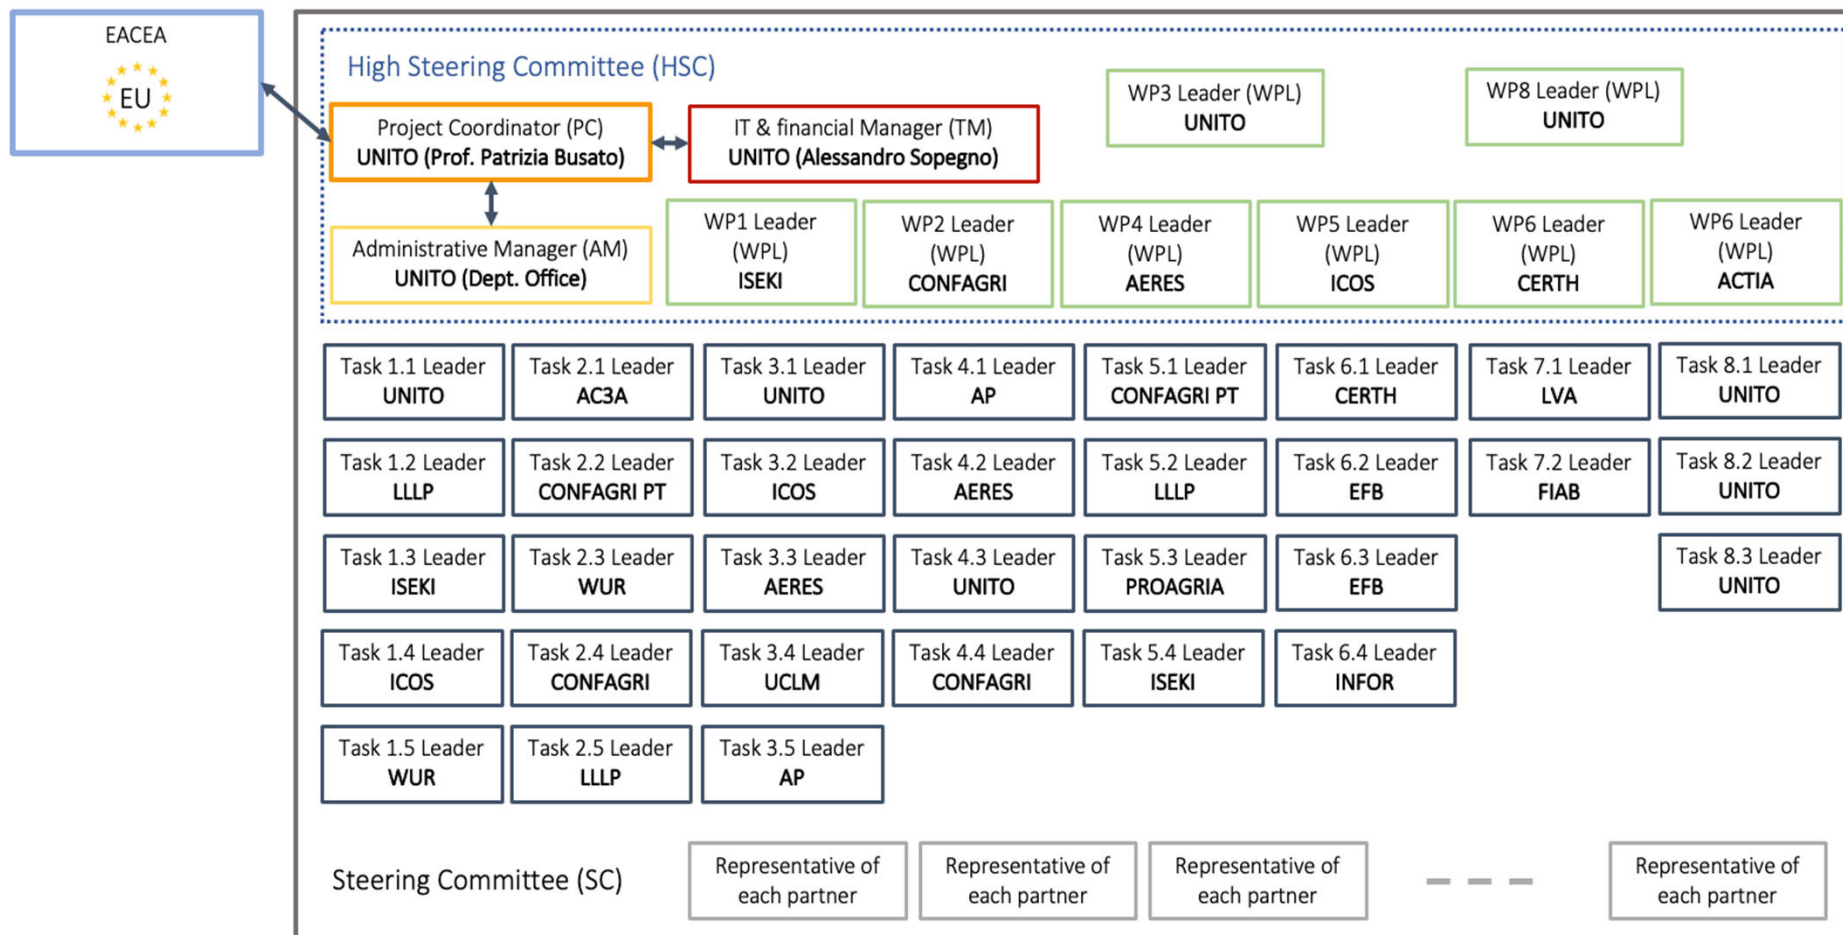 EACEA
EU
High Steering Committee (HSC)
Project Coordinator (PC)
UNITO (Prof. Patrizia Busato)
IT & financial Manager (TM)
UNITO (Alessandro Sopegno)
WP3 Leader (WPL)
UNITO
WP8 Leader (WPL)
UNITO
Administrative Manager (AM)
UNITO (Dept. Office)
WP1 Leader
(WPL)
ISEKI
WP2 Leader
(WPL)
CONFAGRI
WP4 Leader
(WPL)
AERES
WP5 Leader
(WPL)
ICOS
WP6 Leader
(WPL)
CERTH
WP6 Leader
(WPL)
ACTIA
Task 1.1 Leader
UNITO
Task 2.1 Leader
AC3A
Task 3.1 Leader
UNITO
Task 4.1 Leader
AP
Task 5.1 Leader
CONFAGRI PT
Task 6.1 Leader
CERTH
Task 7.1 Leader
LVA
Task 8.1 Leader
UNITO
Task 1.2 Leader
LLLP
Task 2.2 Leader
CONFAGRI PT
Task 3.2 Leader
ICOS
Task 4.2 Leader
AERES
Task 5.2 Leader
LLLP
Task 6.2 Leader
EFB
Task 7.2 Leader
FIAB
Task 8.2 Leader
UNITO
Task 1.3 Leader
ISEKI
Task 2.3 Leader
WUR
Task 3.3 Leader
AERES
Task 4.3 Leader
UNITO
Task 5.3 Leader
PROAGRIA
Task 6.3 Leader
EFB
Task 8.3 Leader
UNITO
Task 1.4 Leader
ICOS
Task 2.4 Leader
CONFAGRI
Task 3.4 Leader
UCLM
Task 4.4 Leader
CONFAGRI
Task 5.4 Leader
ISEKI
Task 6.4 Leader
INFOR
Task 1.5 Leader
WUR
Task 2.5 Leader
LLLP
Task 3.5 Leader
AP
Steering Committee (SC)
Representative of
each partner
Representative of
each partner
Representative of
each partner
Representative of
each partner